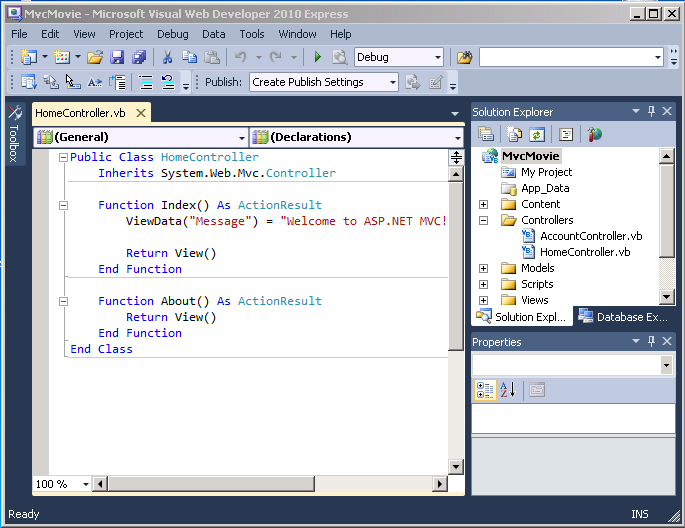 MvcMovie - Microsoft Visual Web Developer 2010 Express
File Edit View Project Debug Data Tools Window Help
Debug
Publish: Create Publish Settings
Toolbox
HomeController.vb
(General) (Declarations)
Public Class HomeController
Inherits System.Web.Mvc.Controller
Function Index() As ActionResult
ViewData("Message") = "Welcome to ASP.NET MVC!
Return View()
End Function
Function About() As ActionResult
Return View()
End Function
End Class
100 %
Solution Explorer
MvcMovie
My Project
App_Data
Content
Controllers
AccountController.vb
HomeController.vb
Models
Scripts
Views
Solution Expl... Database Ex...
Properties
Ready INS